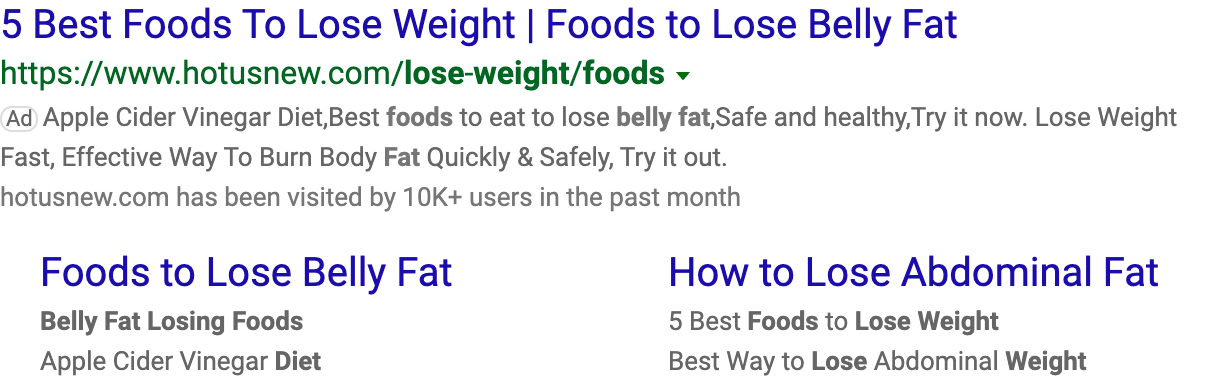 5 Best Foods To Lose Weight | Foods to Lose Belly Fat
https://www.hotusnew.com/lose-weight/foods
Ad Apple Cider Vinegar Diet,Best foods to eat to lose belly fat,Safe and healthy,Try it now. Lose Weight
Fast, Effective Way To Burn Body Fat Quickly & Safely, Try it out.
hotusnew.com has been visited by 10K+ users in the past month
Foods to Lose Belly Fat
Belly Fat Losing Foods
Apple Cider Vinegar Diet
How to Lose Abdominal Fat
5 Best Foods to Lose Weight
Best Way to Lose Abdominal Weight